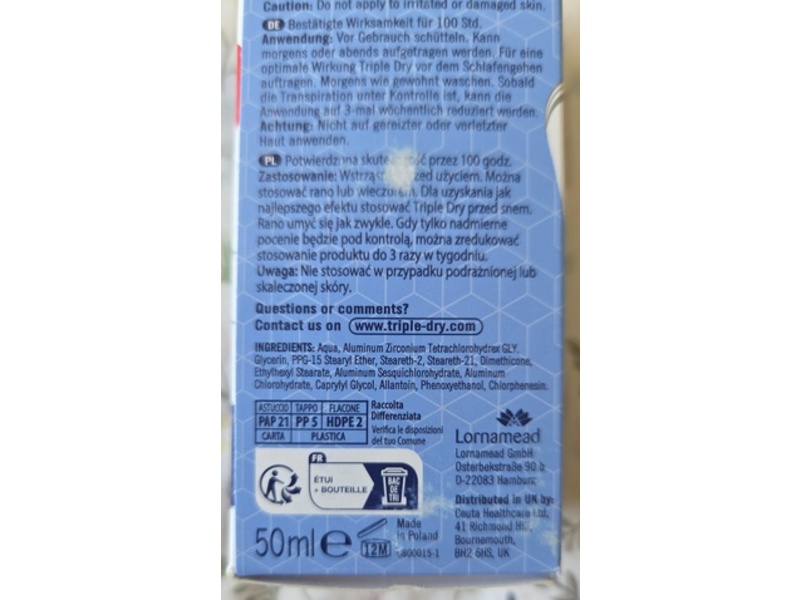 Caution: Do not apply to irritated or damaged skin.
DE Bestätigte Wirksamkeit für 100 Std.
Anwendung: Vor Gebrauch schütteln. Kann
morgens oder abends aufgetragen werden. Für eine
optimale Wirkung Triple Dry vor dem Schlafengehen
auftragen. Morgens wie gewohnt waschen. Sobald
die Transpiration unter Kontrolle ist, kann die
Anwendung auf 3-mal wöchentlich reduziert werden.
Achtung: Nicht auf gereizter oder verletzter
Haut anwenden.
PL Potwierdzona przez 100 godz.
Zastosowanie: użyciem. Można
stosować rano lub wieczorem. Dla uzyskania jak
najlepszego efektu stosować Triple Dry przed snem.
Rano umyć się jak zwykle. Gdy tylko nadmierne
pocenie będzie pod kontrolą, można zredukować
stosowanie produktu do 3 razy w tygodniu.
Uwaga: Nie stosować w przypadku podrażnionej lub
skaleczonej skóry.
Questions or comments?
Contact us on www.triple-dry.com
INGREDIENTS: Aqua, Aluminum Zirconium Tetrachlorohydrex GLY,
Glycerin, PPG-15 Stearyl Ether, Steareth-2, Steareth-21, Dimethicone,
Ethylhexyl Stearate, Aluminum Sesquichlorohydrate, Aluminum
Chlorohydrate, Caprylyl Glycol, Allantoin, Phenoxyethanol, Chlorphenesin.
ASTUCCIO TAPPO FLACONE
PAP 21 PP 5 HDPE 2
CARTA PLASTICA
Raccolta
Differenziata
Verifica le disposizioni
del tuo Comune
FR
ÉTUI
+ BOUTEILLE
BAC
DE
TRI
Lornamead
Lornamead GmbH
Osterbekstraße 90 b
D-22083 Hamburg
Distributed in UK by:
Ceuta Healthcare Ltd,
41 Richmond Hill,
Bournemouth,
BH2 6HS, UK
50ml e
12M
Made
in Poland
800015-1